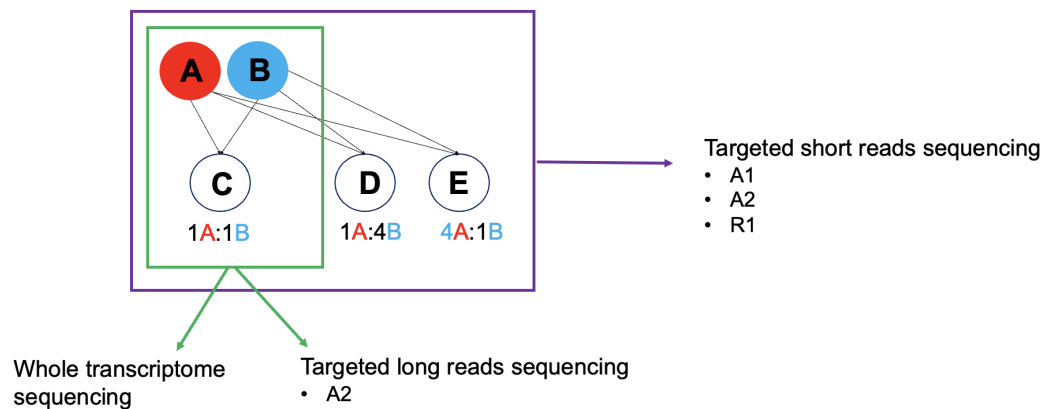 A B
C D E
1A:1B 1A:4B 4A:1B
Targeted short reads sequencing
• A1
• A2
• R1
Whole transcriptome
sequencing
Targeted long reads sequencing
• A2